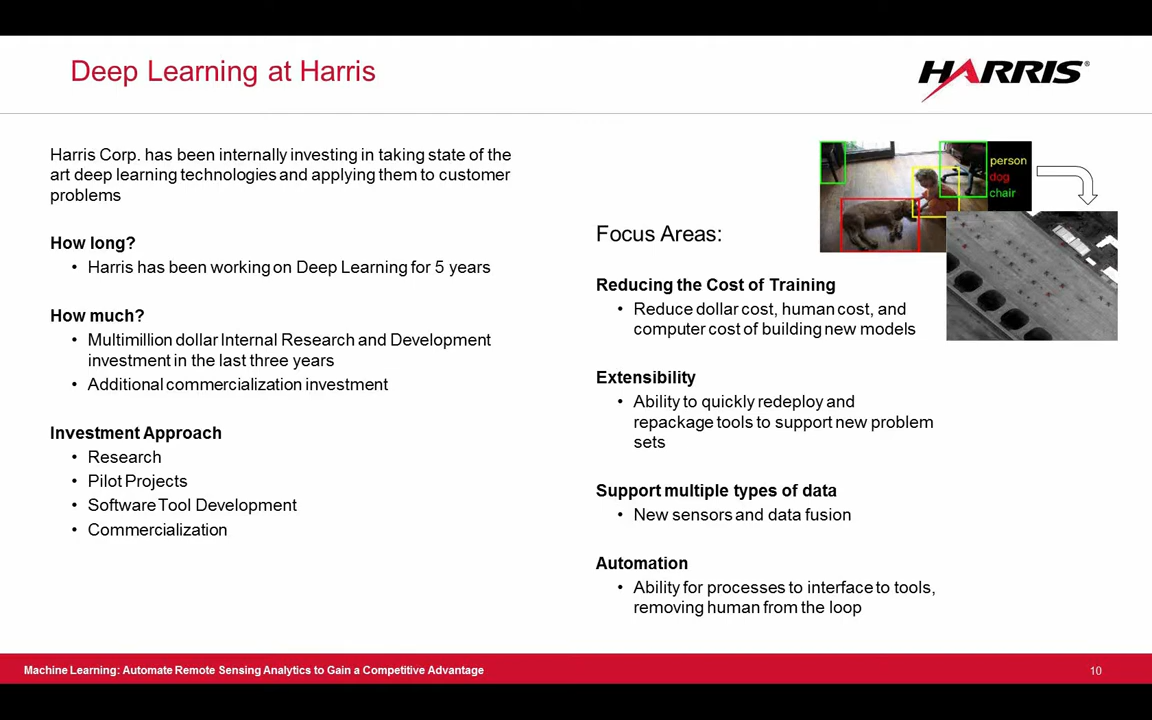 Deep Learning at Harris
HARRIS®
Harris Corp. has been internally investing in taking state of the
art deep learning technologies and applying them to customer
problems
How long?
• Harris has been working on Deep Learning for 5 years
How much?
• Multimillion dollar Internal Research and Development
investment in the last three years
• Additional commercialization investment
Investment Approach
• Research
• Pilot Projects
• Software Tool Development
• Commercialization
person
dog
chair
Focus Areas:
Reducing the Cost of Training
• Reduce dollar cost, human cost, and
computer cost of building new models
Extensibility
• Ability to quickly redeploy and
repackage tools to support new problem
sets
Support multiple types of data
• New sensors and data fusion
Automation
• Ability for processes to interface to tools,
removing human from the loop
Machine Learning: Automate Remote Sensing Analytics to Gain a Competitive Advantage
10